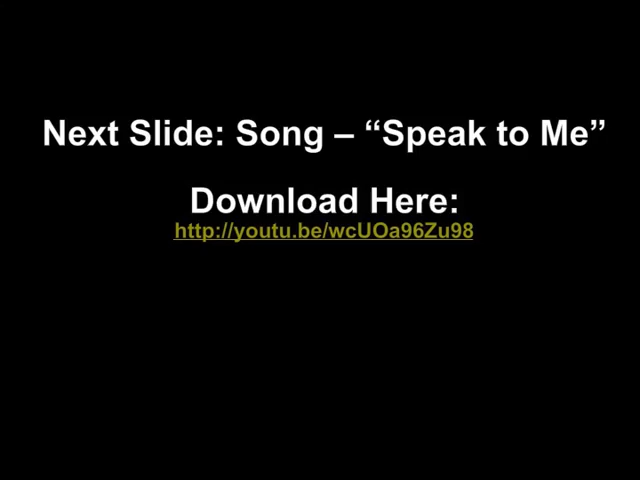 Next Slide: Song – “Speak to Me”
Download Here:
http://youtu.be/wcUOa96Zu98